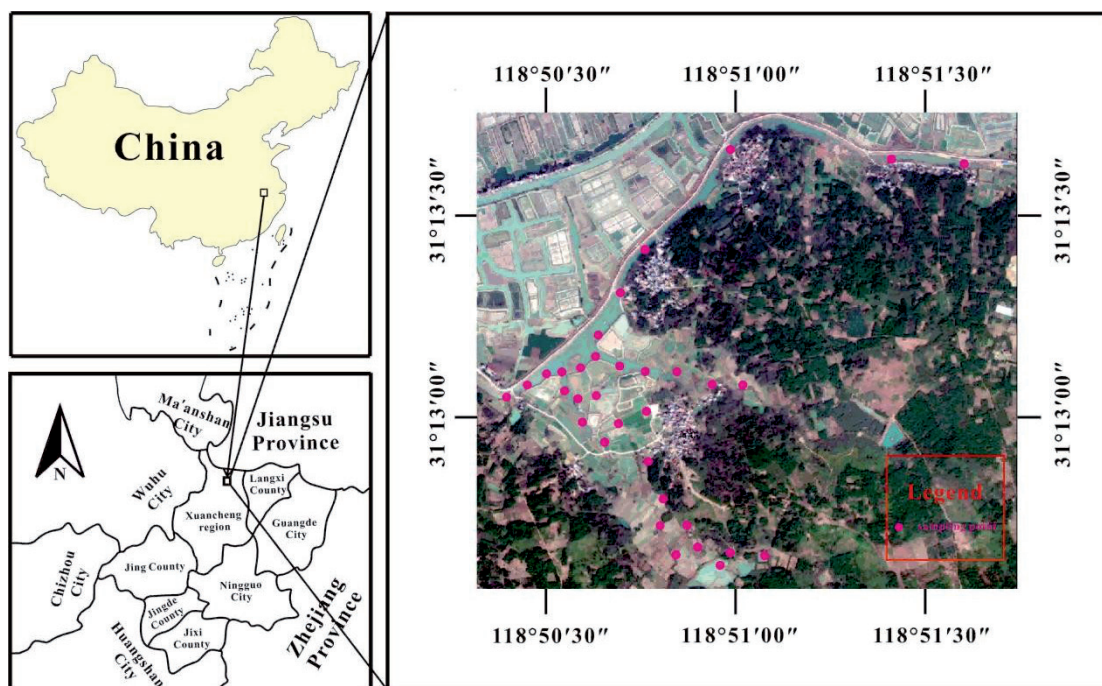 China
Ma'anshan
City
Jiangsu
Province
Wuhu
City
Langxi
County
Xuancheng
region
Guangde
City
Chizhou
City
Jing County
Ningguo
City
Jingde
County
Jixi
County
Huangshan
City
Zhejiang
Province
N
118°50′30″
118°51′00″
118°51′30″
31°13′30″
31°13′30″
31°13′00″
31°13′00″
Legend
118°50′30″
118°51′00″
118°51′30″